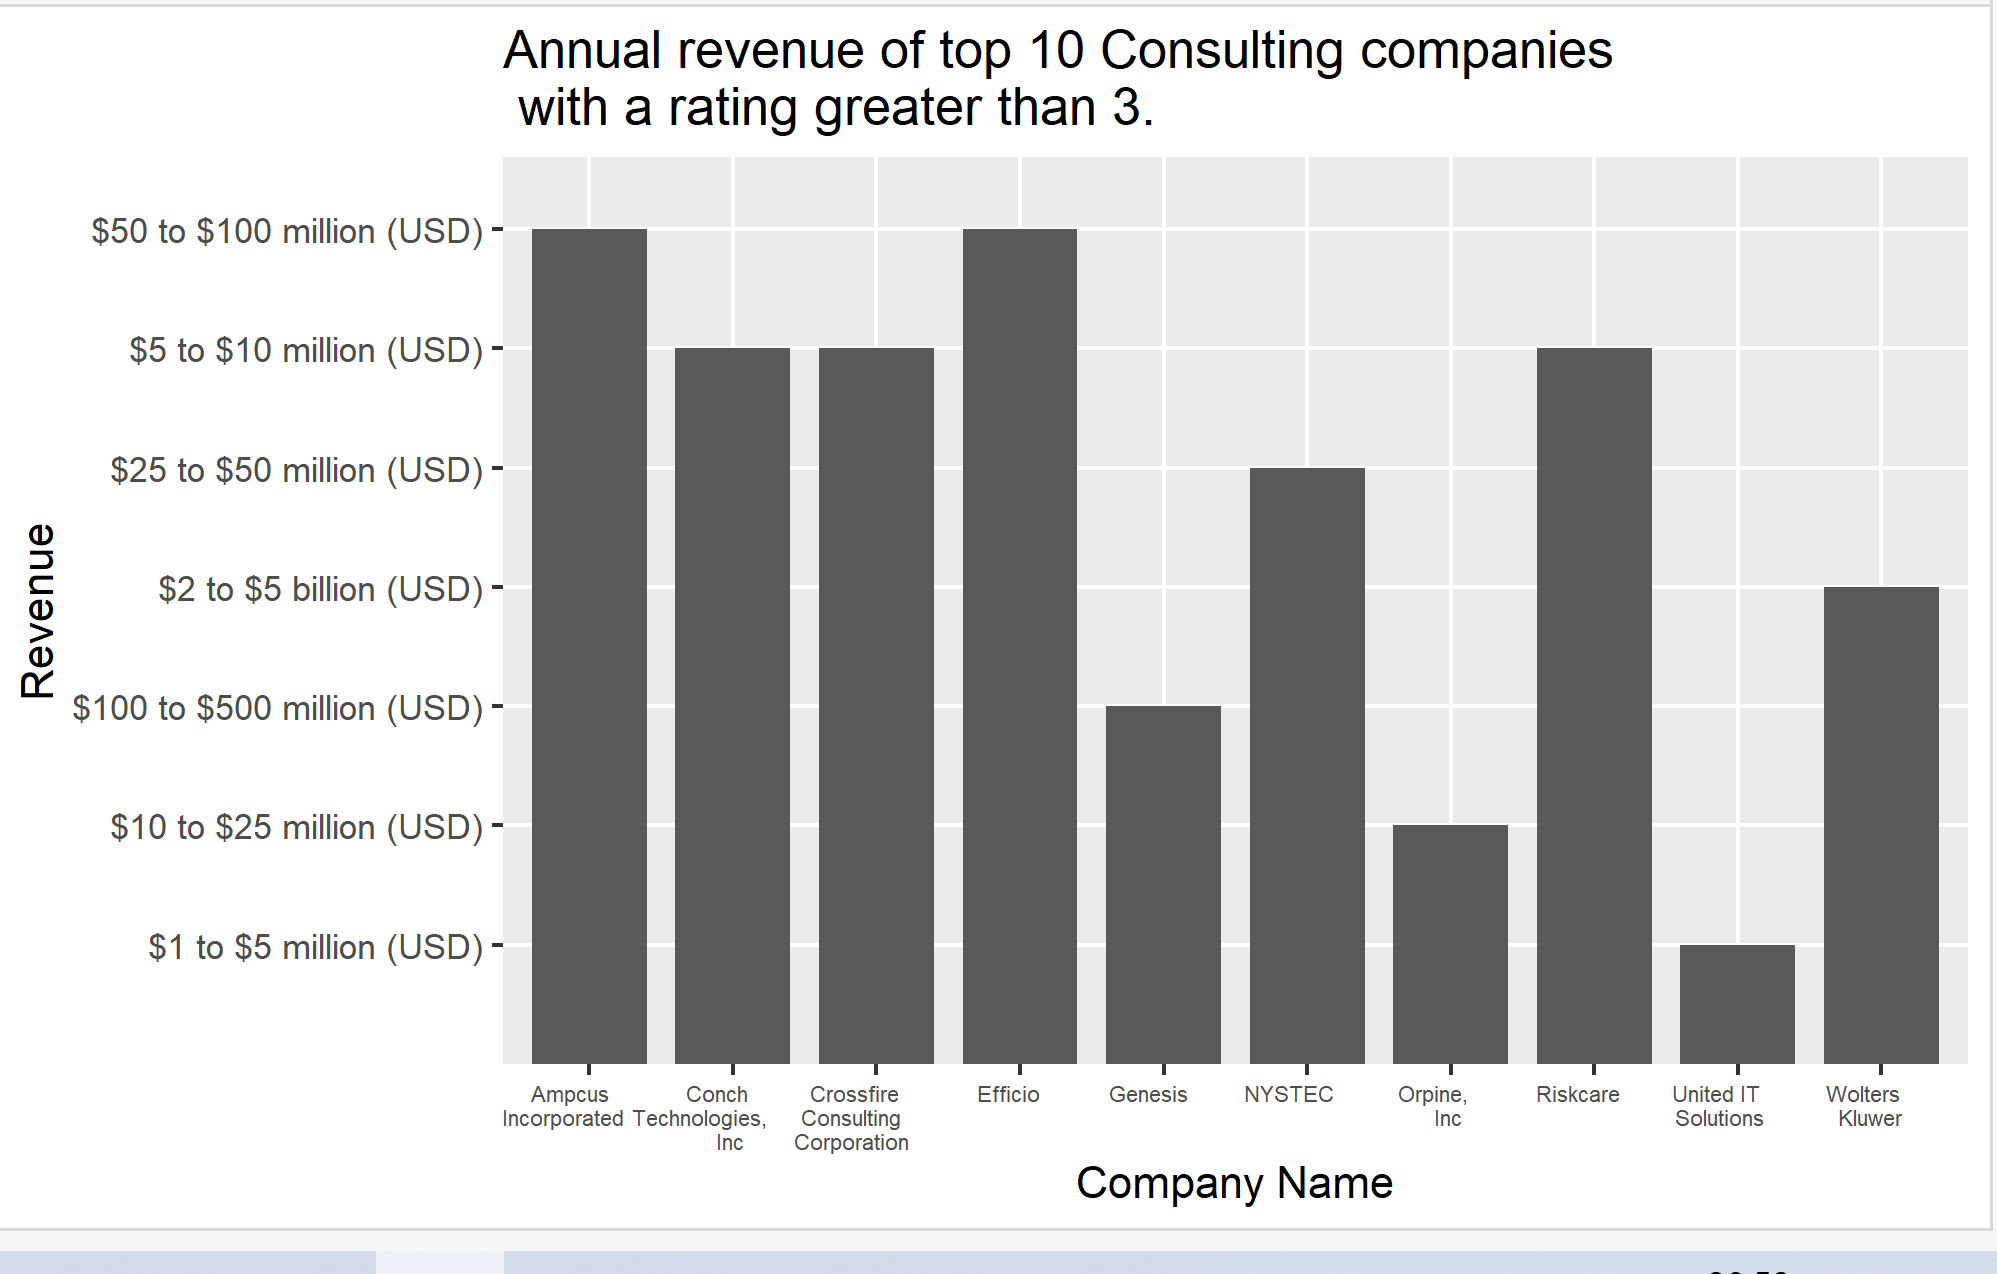 Annual revenue of top 10 Consulting companies
with a rating greater than 3.
$50 to $100 million (USD)
$5 to $10 million (USD)
$25 to $50 million (USD)
$2 to $5 billion (USD)
$100 to $500 million (USD)
$10 to $25 million (USD)
$1 to $5 million (USD)
Revenue
Ampcus
Incorporated
Conch
Technologies,
Inc
Crossfire
Consulting
Corporation
Efficio
Genesis
NYSTEC
Orpine,
Inc
Riskcare
United IT
Solutions
Wolters
Kluwer
Company Name